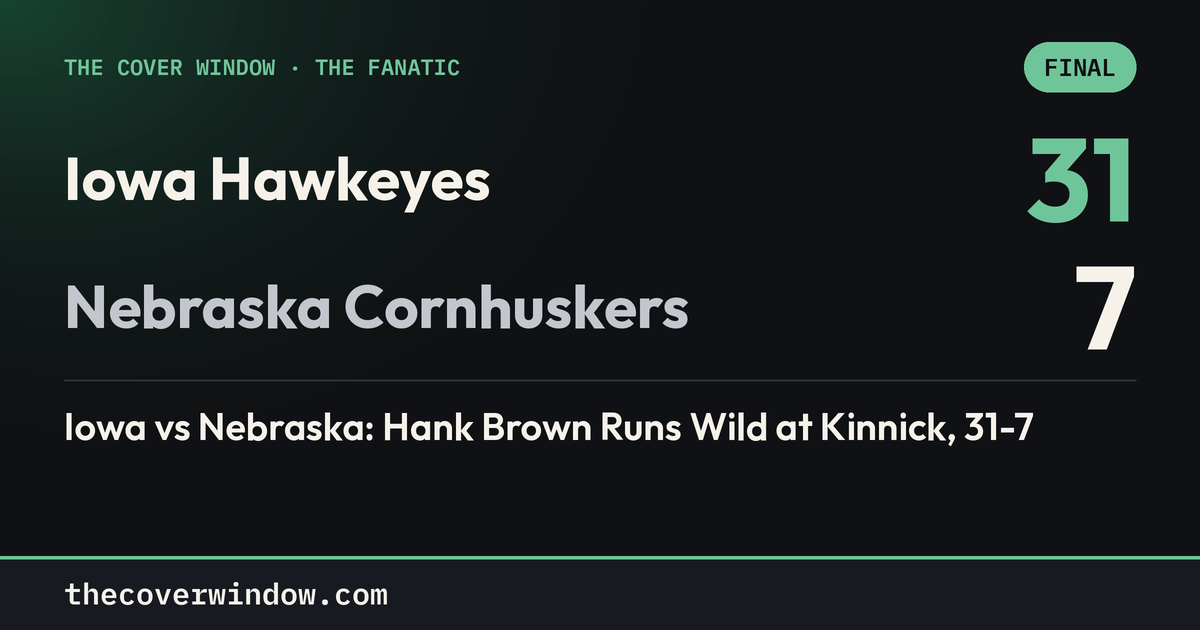 THE COVER WINDOW · THE FANATIC
FINAL
Iowa Hawkeyes 31
Nebraska Cornhuskers 7
Iowa vs Nebraska: Hank Brown Runs Wild at Kinnick, 31-7
thecoverwindow.com